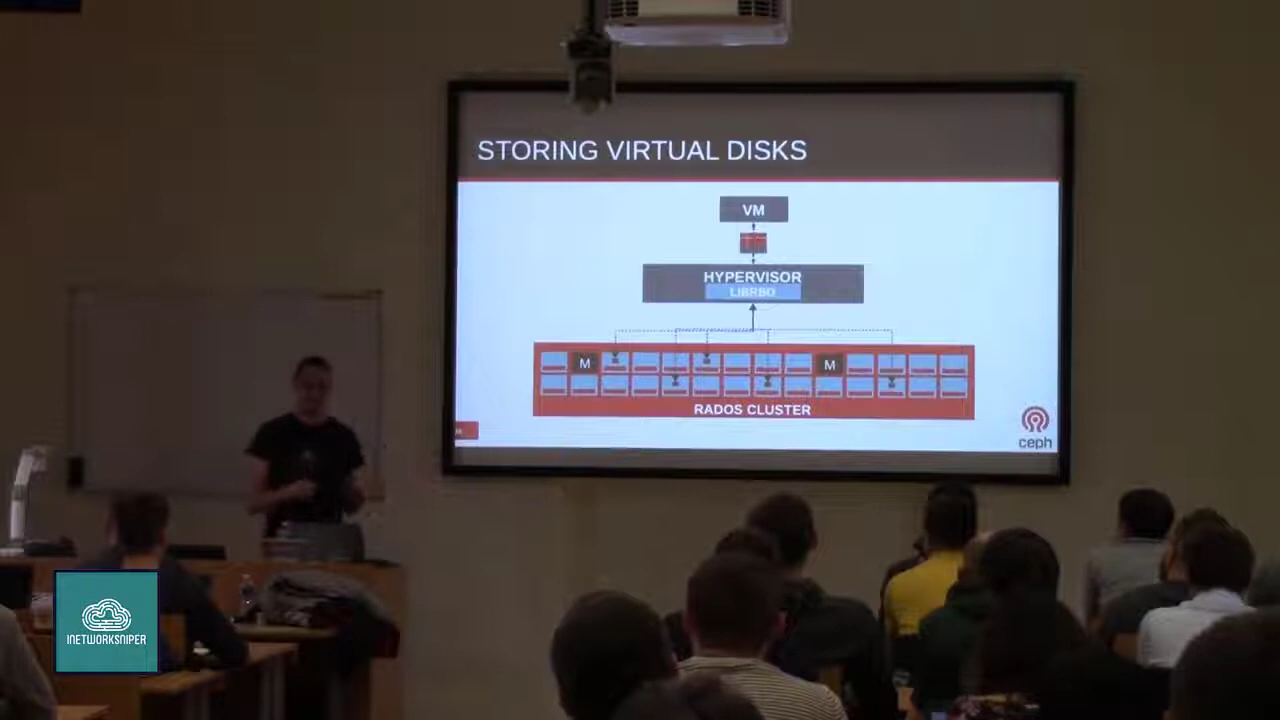 STORING VIRTUAL DISKS
VM
HYPERVISOR
LIBRBD
M
M
RADOS CLUSTER
ceph
INETWORKSNIPER